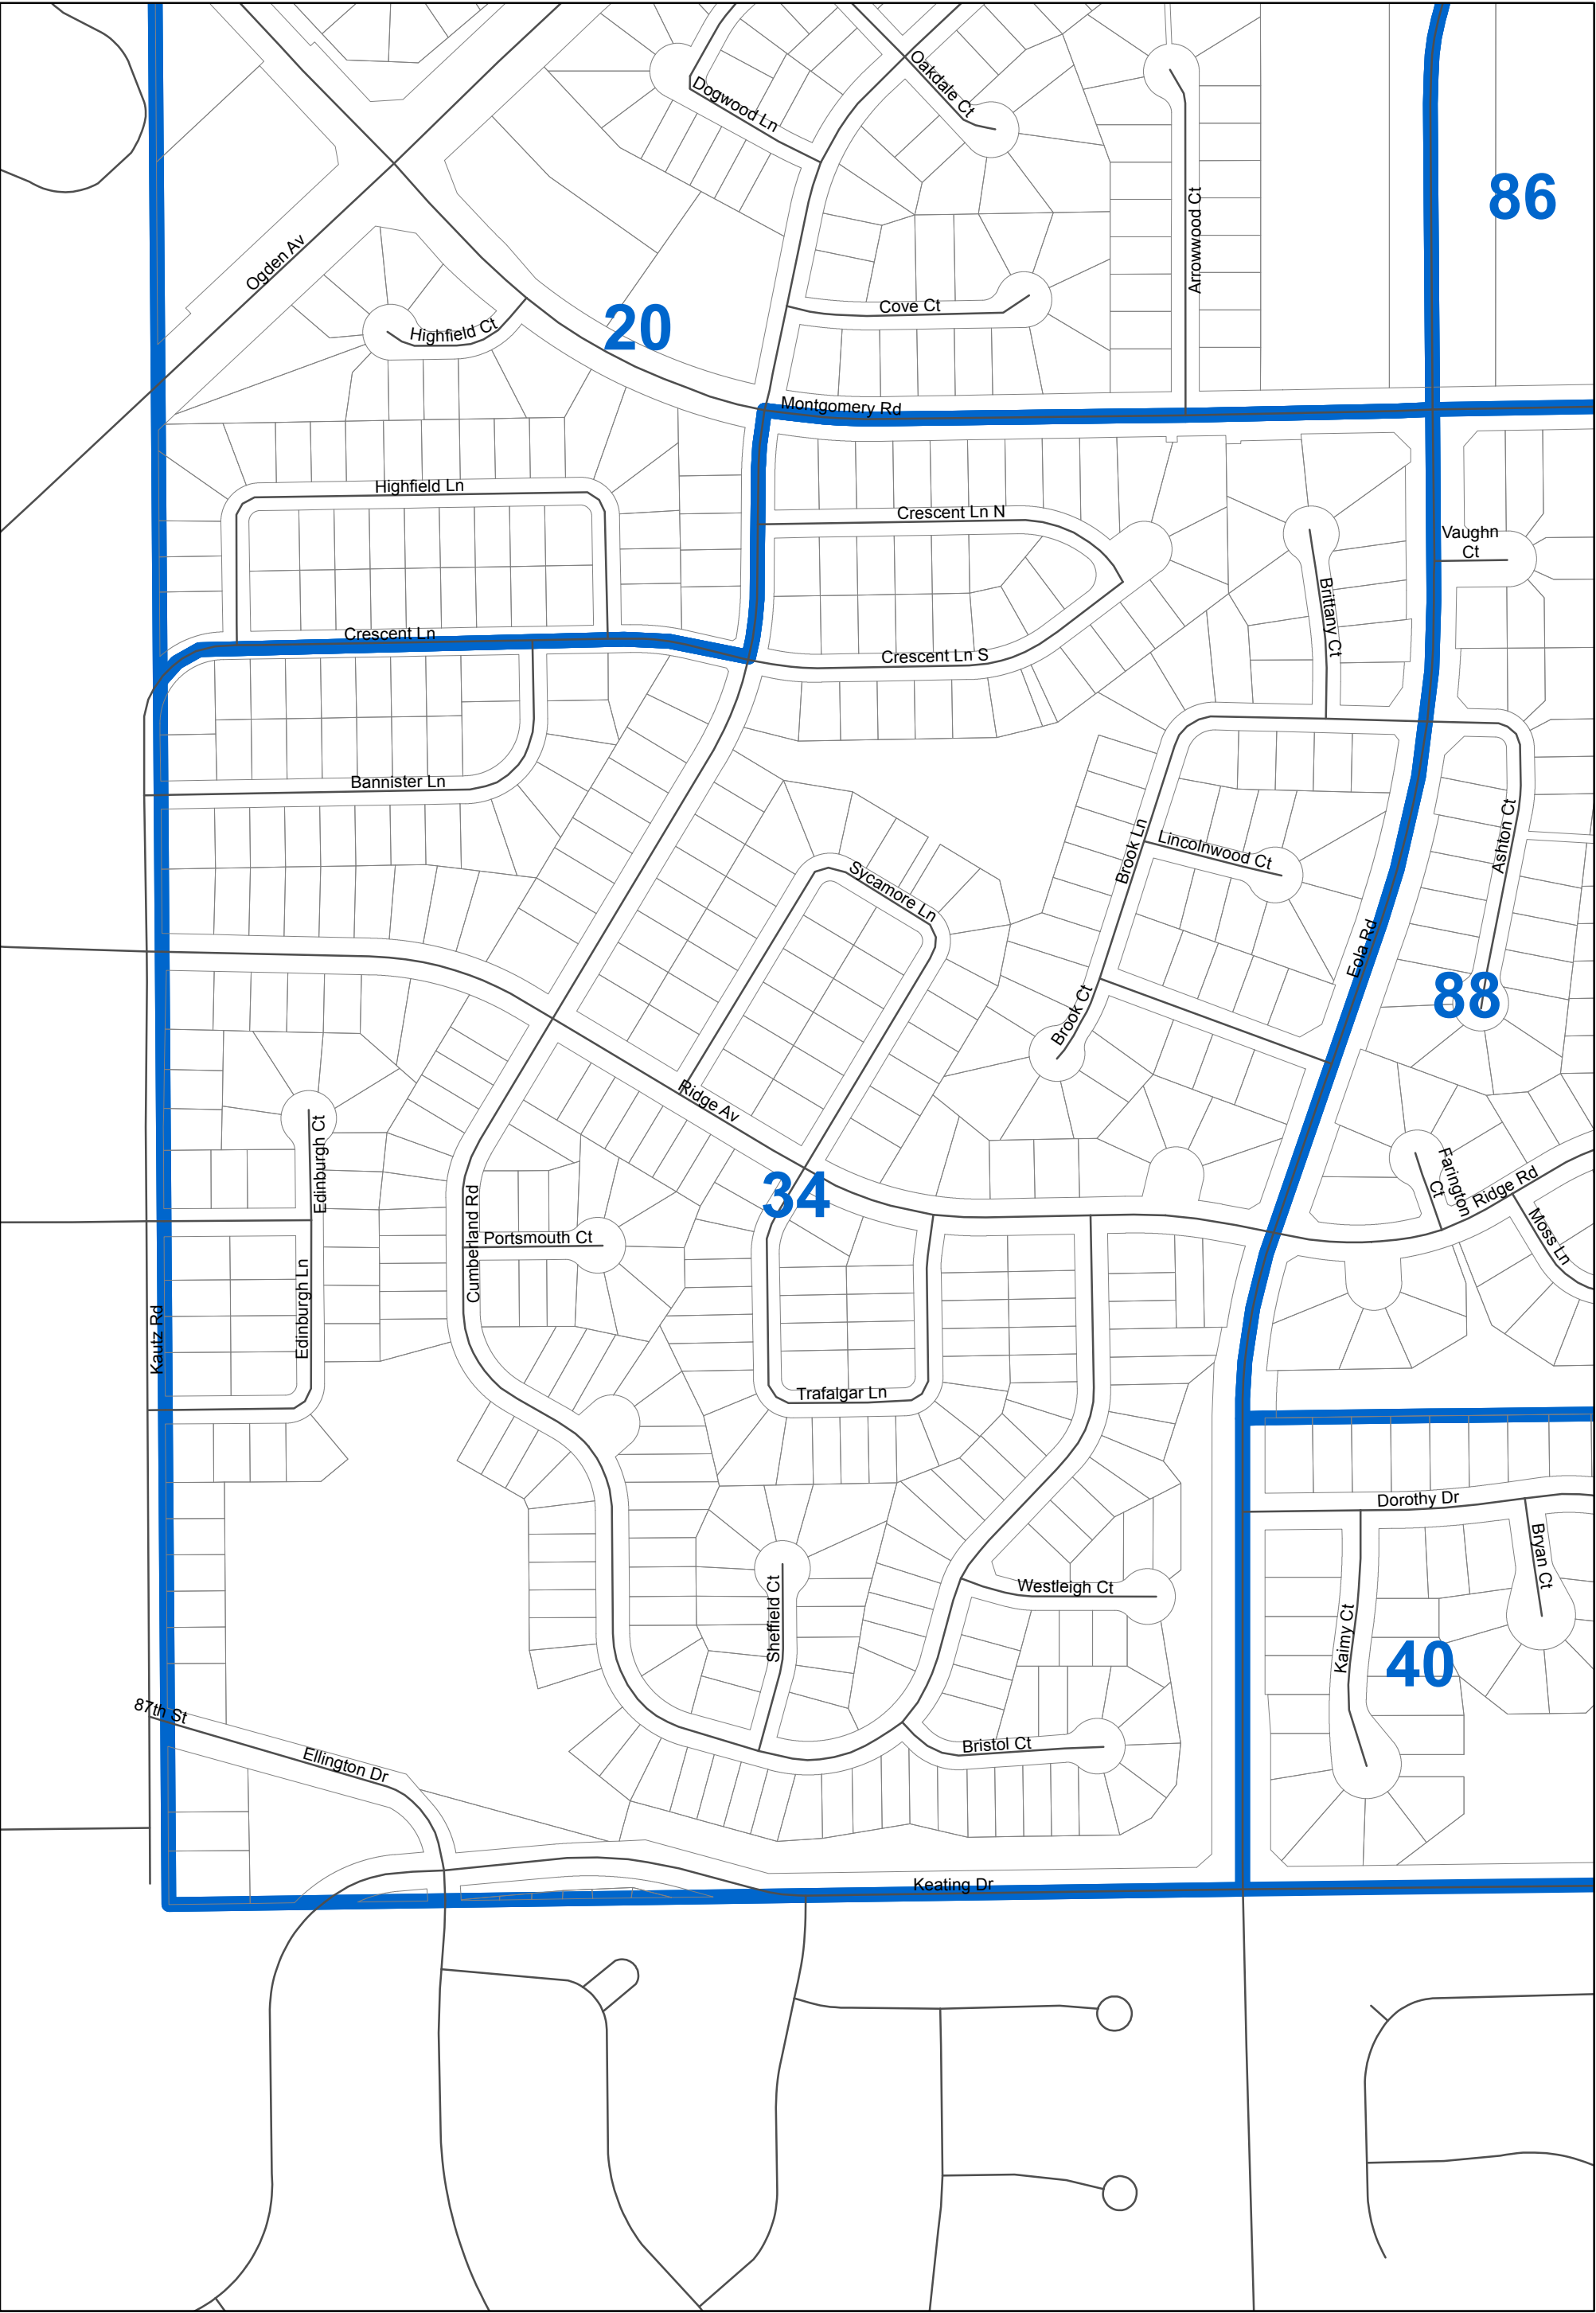 Oakdale Ct
Dogwood Ln
86
Arrowwood Ct
Ogden Av
Cove Ct
Highfield Ct
20
Montgomery Rd
Highfield Ln
Crescent Ln N
Vaughn
Ct
Brittany Ct
Crescent Ln
Crescent Ln S
Bannister Ln
Brook Ln
Lincolnwood Ct
Ashton Ct
Sycamore Ln
Eola Rd
88
Brook Ct
Ridge Av
Edinburgh Ct
Farington
Ct
Ridge Rd
34
Moss Ln
Cumberland Rd
Portsmouth Ct
Edinburgh Ln
Kautz Rd
Trafalgar Ln
Dorothy Dr
Bryan Ct
Westleigh Ct
Sheffield Ct
Kaimy Ct
40
87th St
Bristol Ct
Ellington Dr
Keating Dr